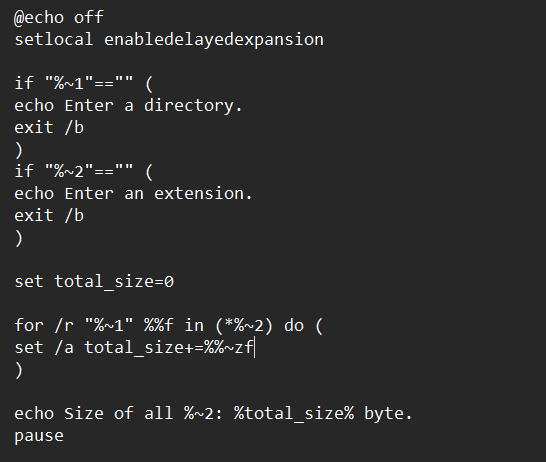 @echo off
setlocal enabledelayedexpansion
if "%~1"=="" (
echo Enter a directory.
exit /b
)
if "%~2"=="" (
echo Enter an extension.
exit /b
)
set total_size=0
for /r "%~1" %%f in (*%~2) do (
set /a total_size+=%%~zf
)
echo Size of all %~2: %total_size% byte.
pause